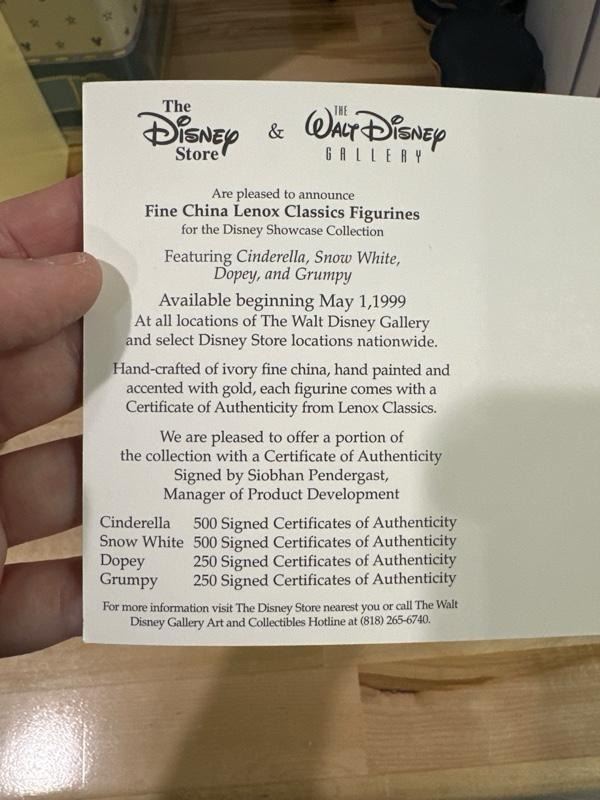 The
Disney
Store
&
THE
Walt Disney
GALLERY
Are pleased to announce
Fine China Lenox Classics Figurines
for the Disney Showcase Collection
Featuring Cinderella, Snow White,
Dopey, and Grumpy
Available beginning May 1,1999
At all locations of The Walt Disney Gallery
and select Disney Store locations nationwide.
Hand-crafted of ivory fine china, hand painted and
accented with gold, each figurine comes with a
Certificate of Authenticity from Lenox Classics.
We are pleased to offer a portion of
the collection with a Certificate of Authenticity
Signed by Siobhan Pendergast,
Manager of Product Development
Cinderella 500 Signed Certificates of Authenticity
Snow White 500 Signed Certificates of Authenticity
Dopey 250 Signed Certificates of Authenticity
Grumpy 250 Signed Certificates of Authenticity
For more information visit The Disney Store nearest you or call The Walt
Disney Gallery Art and Collectibles Hotline at (818) 265-6740.